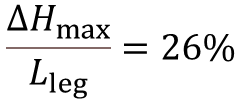 ΔH_max / L_leg = 26%